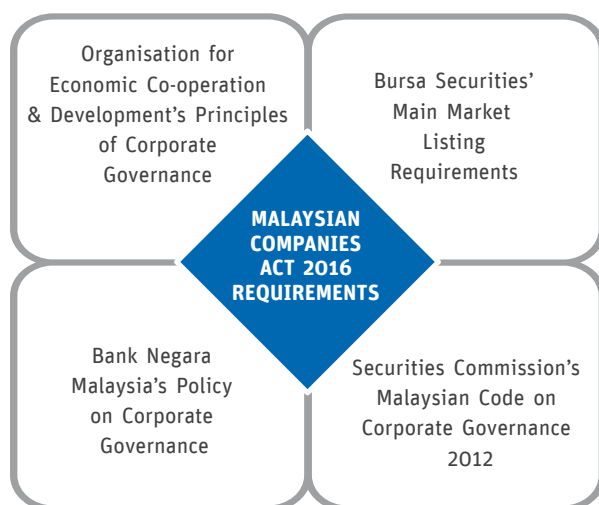 Organisation for
Economic Co-operation
& Development's Principles
of Corporate
Governance
Bursa Securities'
Main Market
Listing
Requirements
MALAYSIAN
COMPANIES
ACT 2016
REQUIREMENTS
Bank Negara
Malaysia's Policy
on Corporate
Governance
Securities Commission's
Malaysian Code on
Corporate Governance
2012